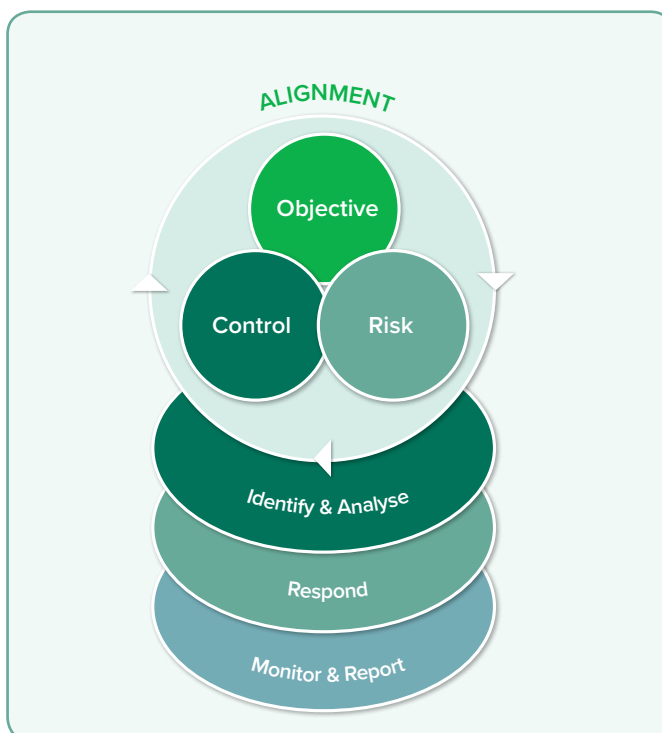 ALIGNMENT
Objective
Control
Risk
Identify & Analyse
Respond
Monitor & Report